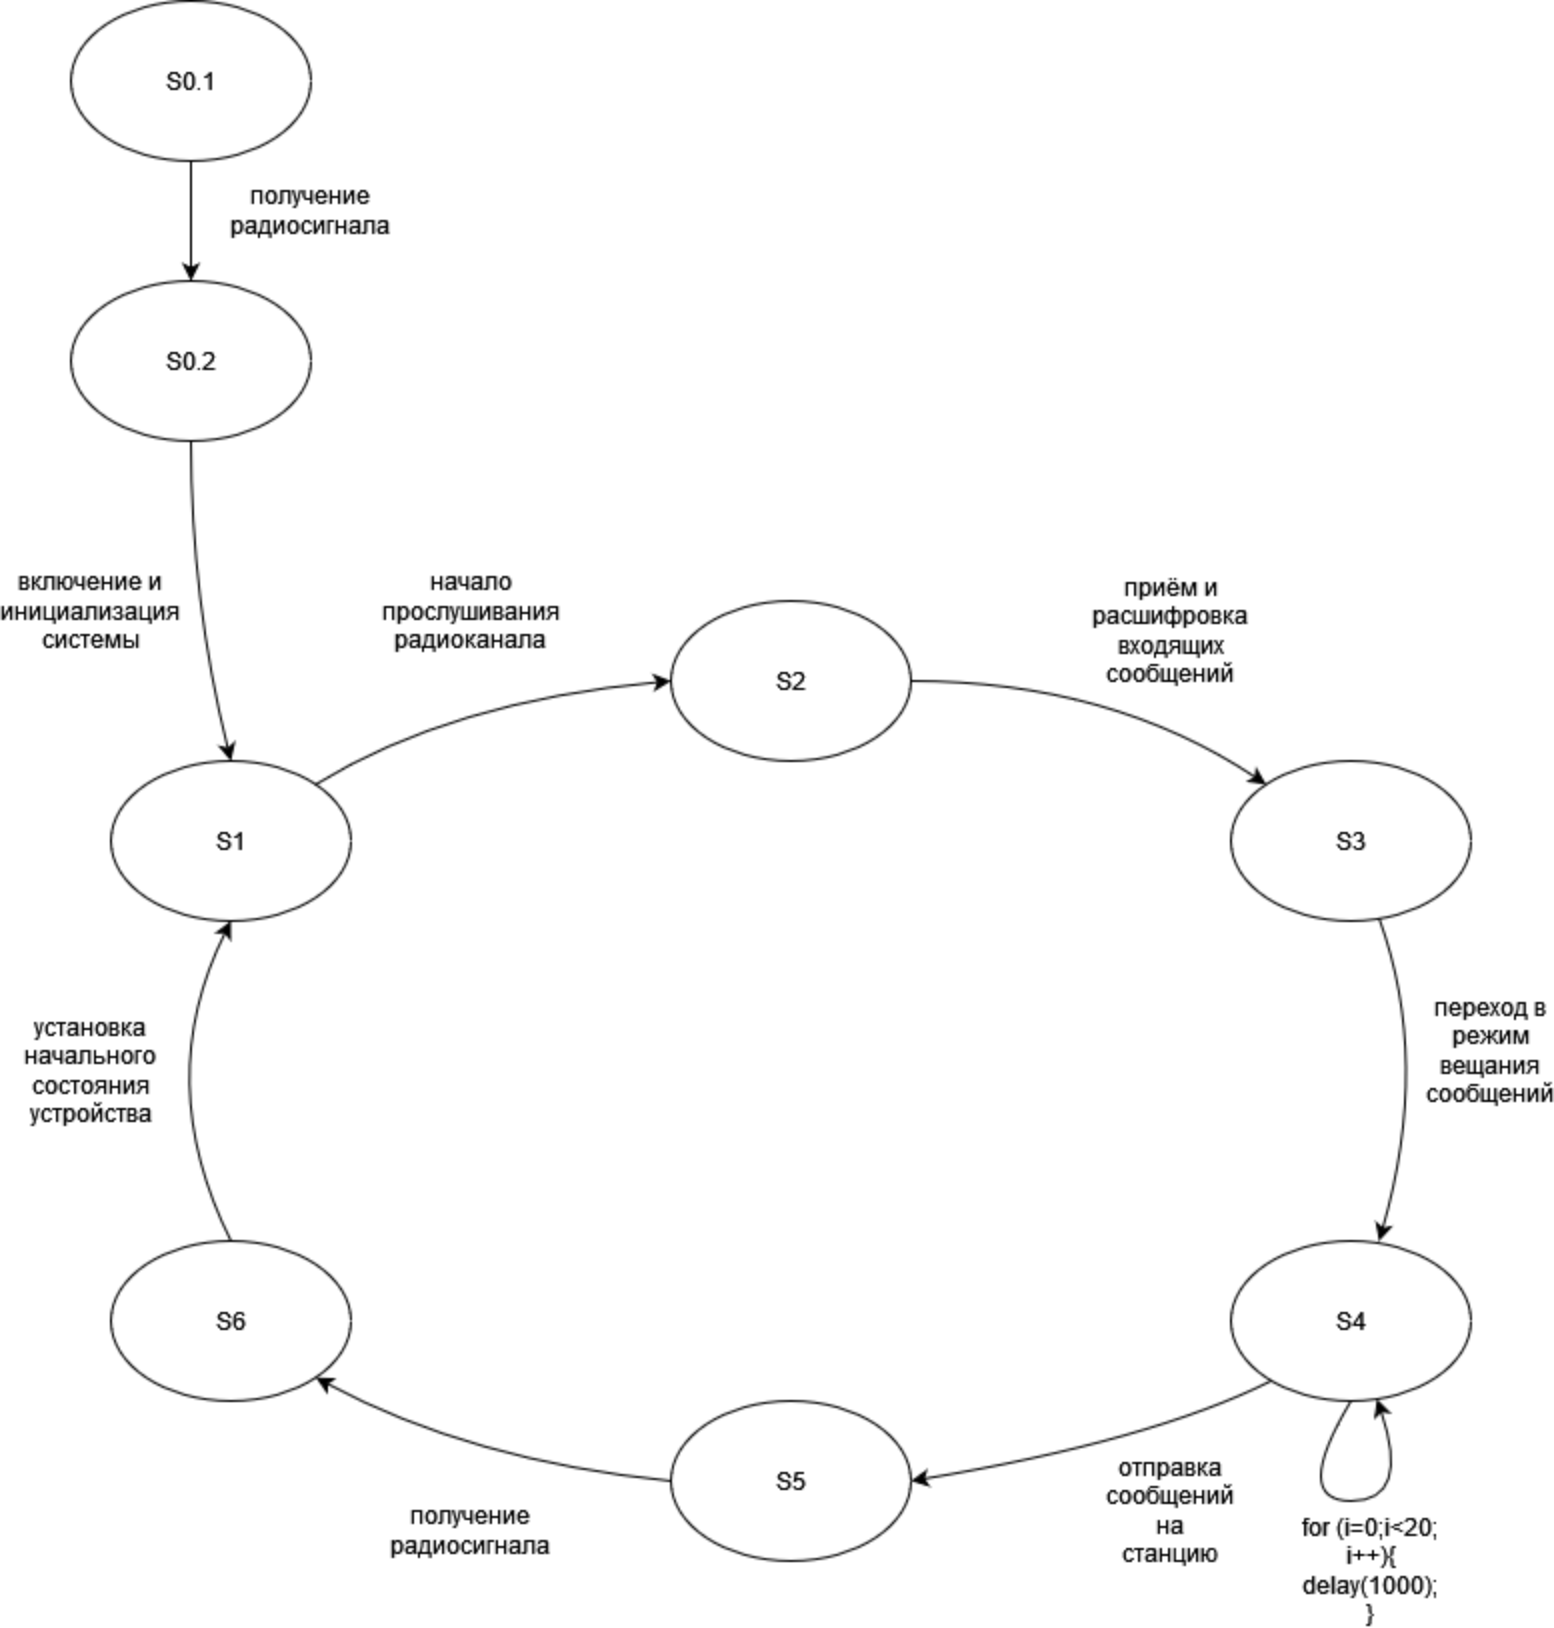 S0.1
получение
радиосигнала
S0.2
включение и
инициализация
системы
начало
прослушивания
радиоканала
S2
приём и
расшифровка
входящих
сообщений
S1
S3
установка
начального
состояния
устройства
переход в
режим
вещания
сообщений
S6
S4
получение
радиосигнала
S5
отправка
сообщений
на
станцию
for (i=0;i<20;
i++){
delay(1000);
}